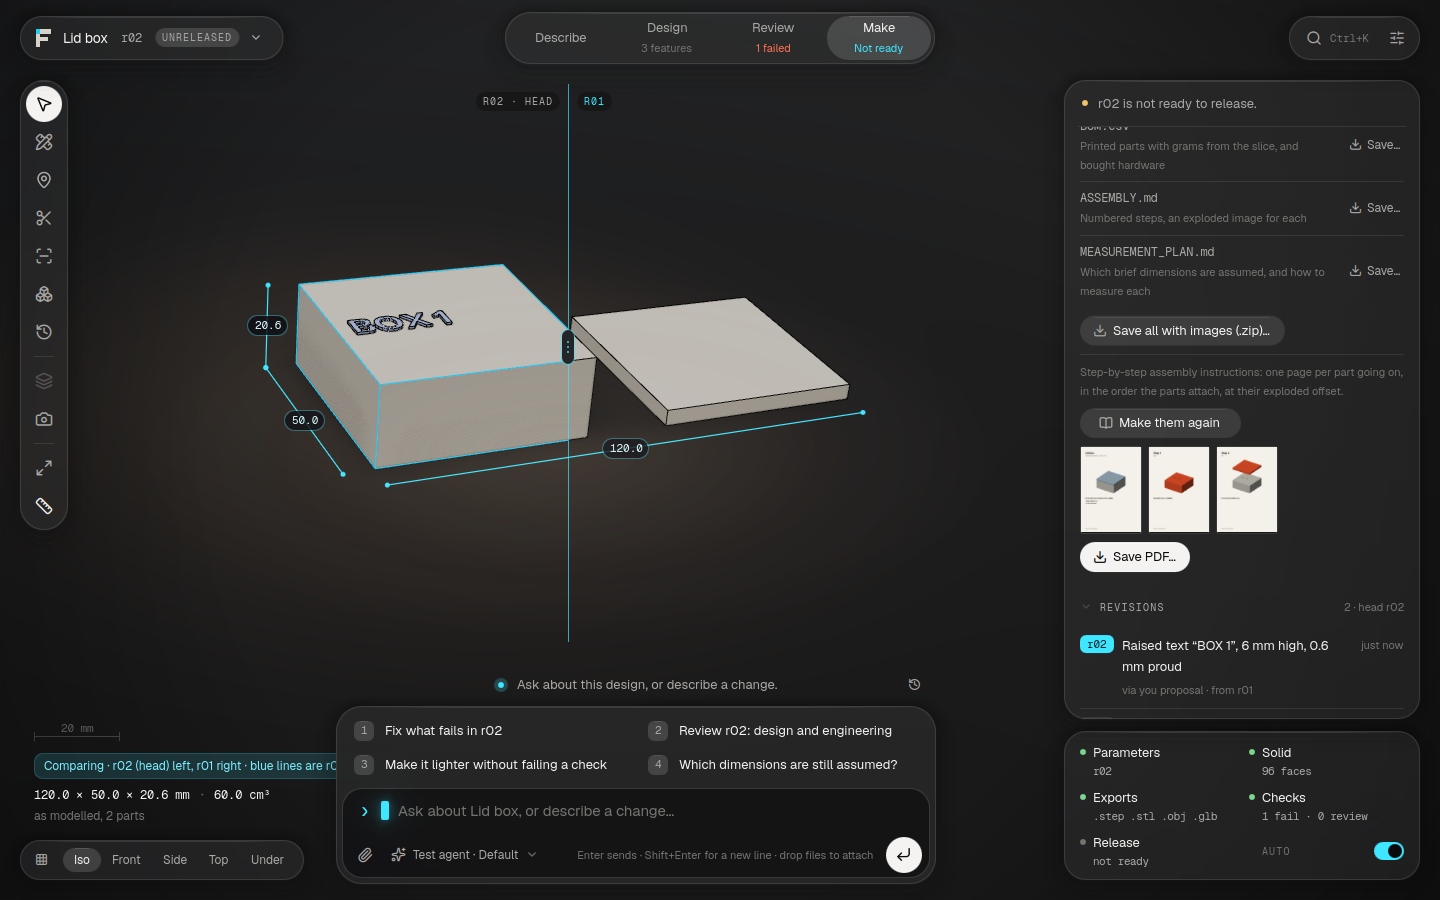 Lid box r02 UNRELEASED
Describe
Design
3 features
Review
1 failed
Make
Not ready
Ctrl+K
R02 · HEAD
R01
BOX 1
20.6
50.0
120.0
r02 is not ready to release.
Printed parts with grams from the slice, and
bought hardware
Save…
ASSEMBLY.md
Numbered steps, an exploded image for each
Save…
MEASUREMENT_PLAN.md
Which brief dimensions are assumed, and how to
measure each
Save…
Save all with images (.zip)…
Step-by-step assembly instructions: one page per part going on,
in the order the parts attach, at their exploded offset.
Make them again
Save PDF…
REVISIONS
2 · head r02
r02
Raised text “BOX 1”, 6 mm high, 0.6
mm proud
just now
via you proposal · from r01
Ask about this design, or describe a change.
20 mm
Comparing · r02 (head) left, r01 right · blue lines are
120.0 × 50.0 × 20.6 mm · 60.0 cm³
as modelled, 2 parts
Iso
Front
Side
Top
Under
1 Fix what fails in r02
2 Review r02: design and engineering
3 Make it lighter without failing a check
4 Which dimensions are still assumed?
Ask about Lid box, or describe a change…
Test agent · Default
Enter sends · Shift+Enter for a new line · drop files to attach
Parameters
r02
Solid
96 faces
Exports
.step .stl .obj .glb
Checks
1 fail · 0 review
Release
not ready
AUTO